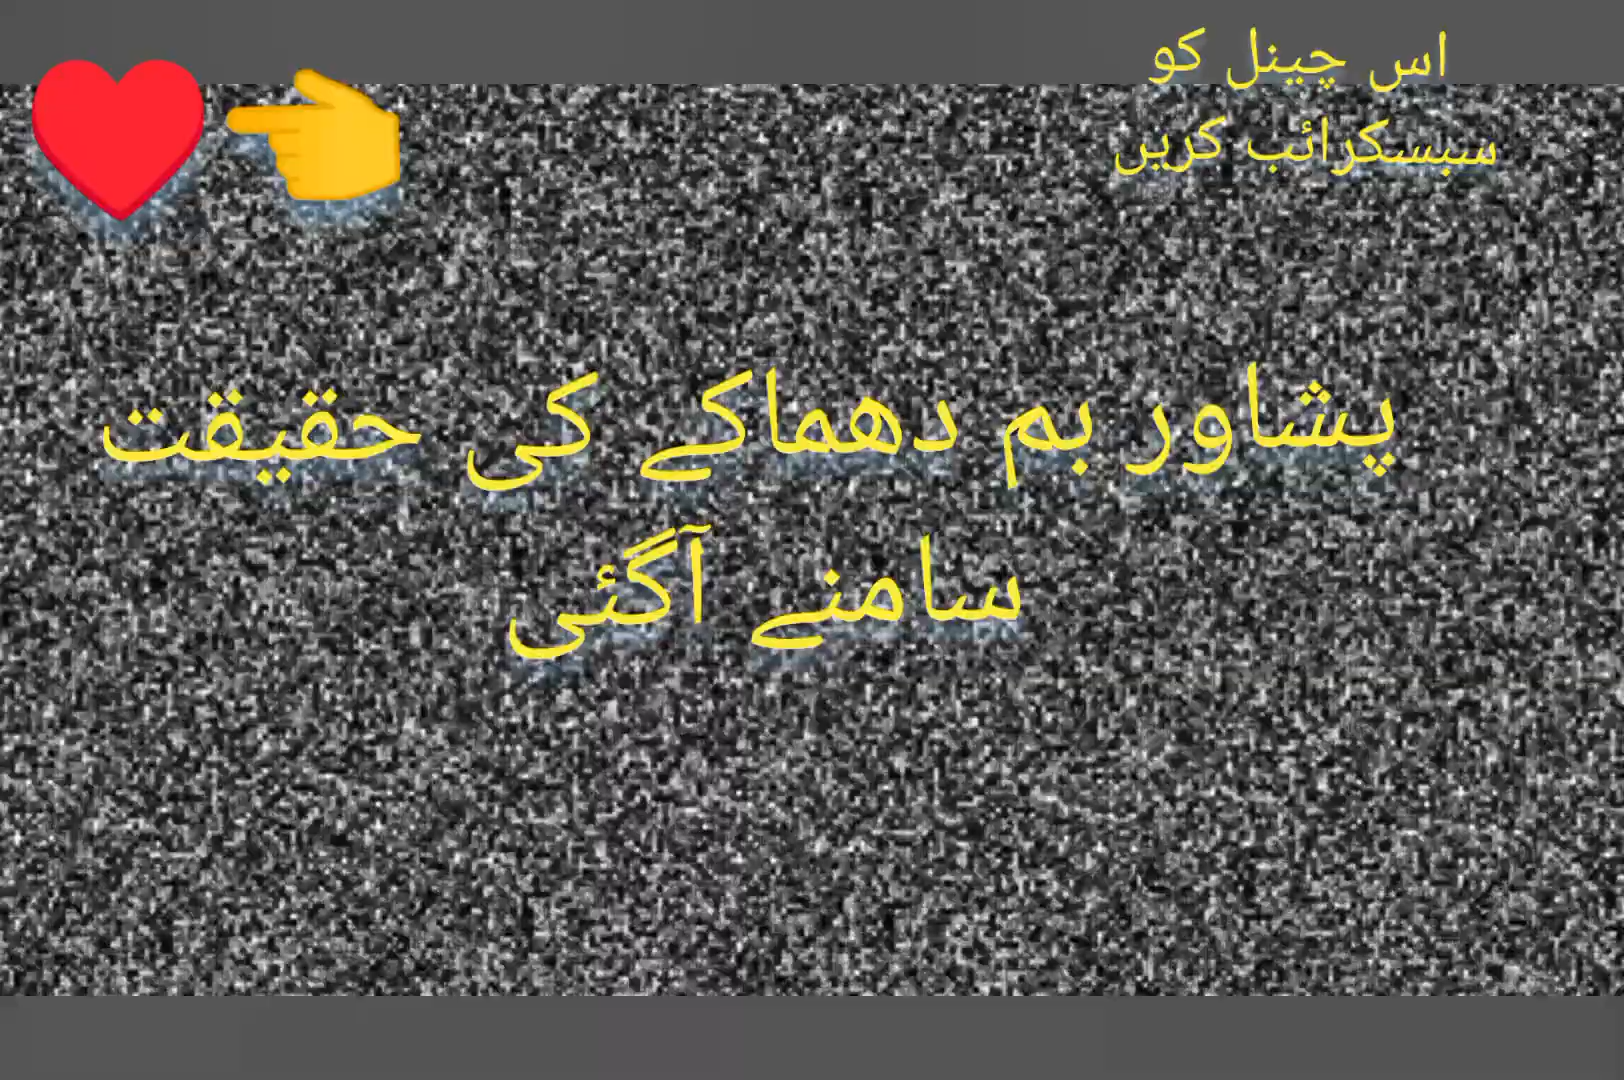 اس چینل کو
سبسکرائب کریں
پشاور بم دھماکے کی حقیقت
سامنے آگئی